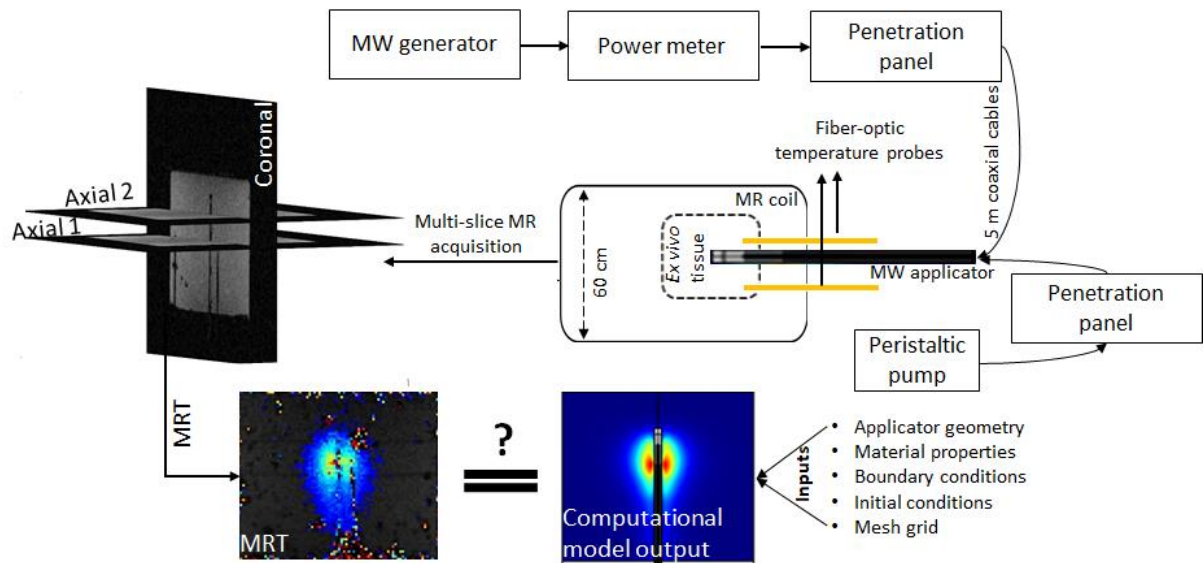 MW generator
Power meter
Penetration
panel
5 m coaxial cables
Coronal
Axial 2
Axial 1
Multi-slice MR
acquisition
60 cm
Ex vivo
tissue
MR coil
Fiber-optic
temperature probes
MW applicator
Penetration
panel
Peristaltic
pump
MRT
MRT
?
Computational
model output
Inputs
• Applicator geometry
• Material properties
• Boundary conditions
• Initial conditions
• Mesh grid